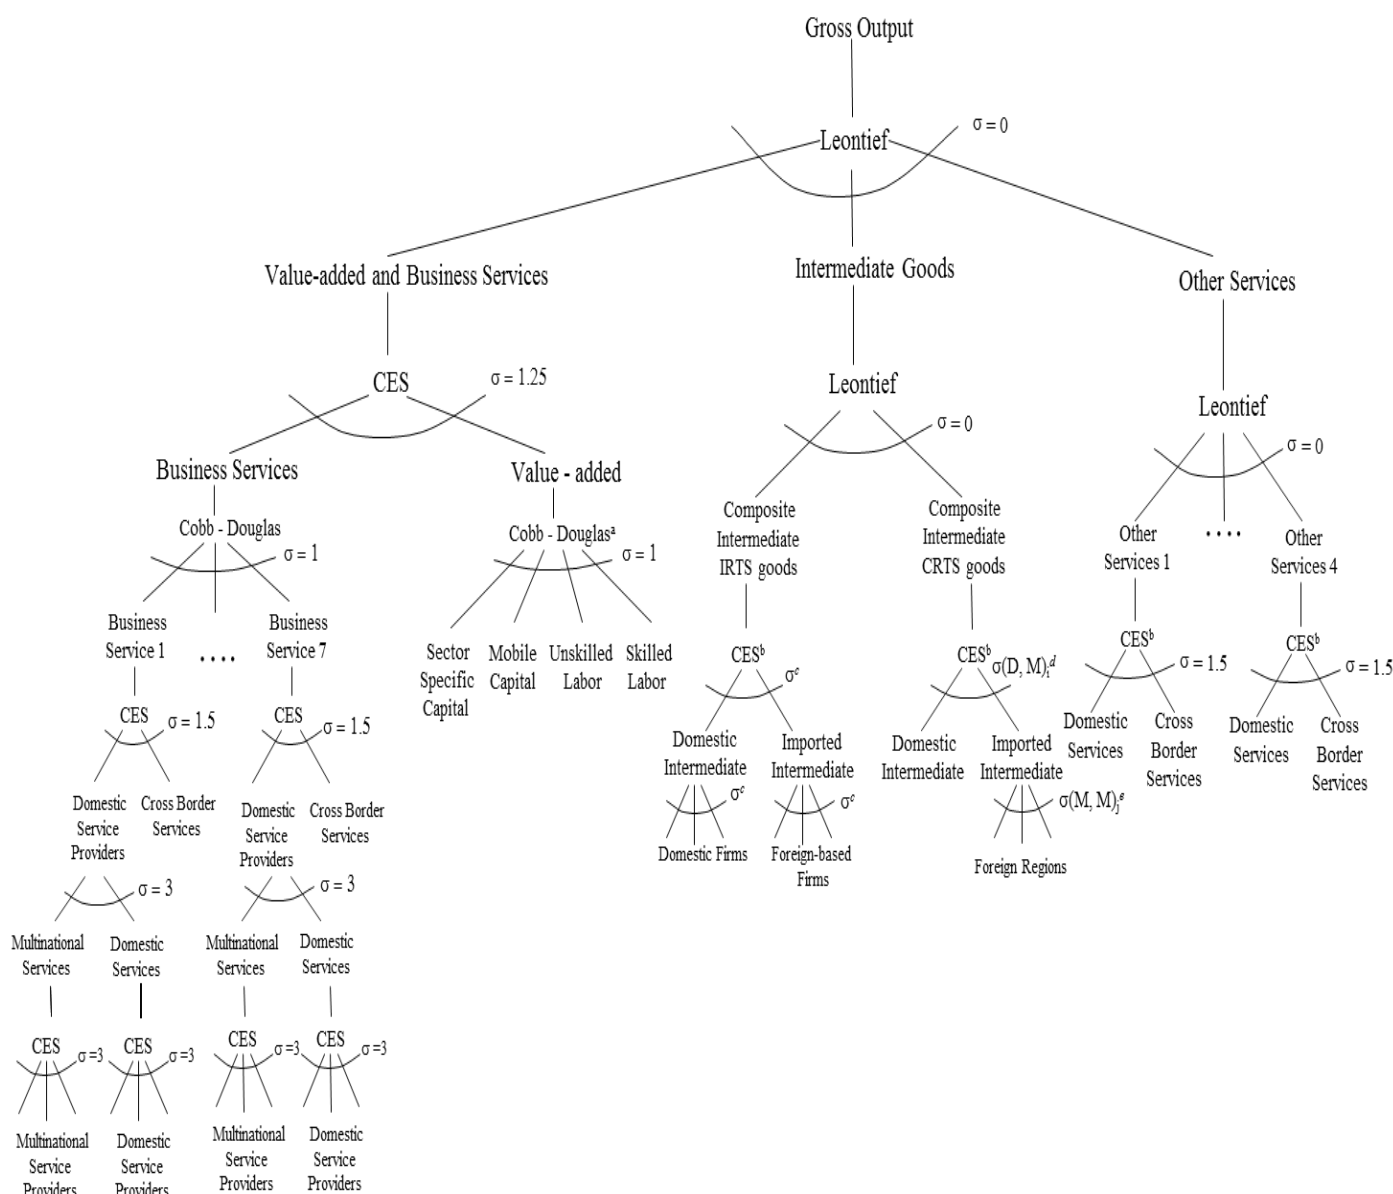 Gross Output
Leontief
σ = 0
Value-added and Business Services
Intermediate Goods
Other Services
CES
σ = 1.25
Leontief
σ = 0
Leontief
σ = 0
Business Services
Value - added
Cobb - Douglas
σ = 1
Cobb - Douglasᵃ
σ = 1
Composite
Intermediate
IRTS goods
Composite
Intermediate
CRTS goods
Other
Services 1
. . . .
Other
Services 4
Business
Service 1
. . . .
Business
Service 7
Sector
Specific
Capital
Mobile
Capital
Unskilled
Labor
Skilled
Labor
CESᵇ
σᶜ
CESᵇ
σ(D, M)ᵢᵈ
CESᵇ
σ = 1.5
CESᵇ
σ = 1.5
CES
σ = 1.5
CES
σ = 1.5
Domestic
Intermediate
σᶜ
Imported
Intermediate
σᶜ
Domestic
Intermediate
Imported
Intermediate
σ(M, M)ⱼᵉ
Domestic
Services
Cross
Border
Services
Domestic
Services
Cross
Border
Services
Domestic
Service
Providers
Cross Border
Services
Domestic
Service
Providers
Cross Border
Services
Domestic Firms
Foreign-based
Firms
Foreign Regions
σ = 3
σ = 3
Multinational
Services
Domestic
Services
Multinational
Services
Domestic
Services
CES
σ =3
CES
σ =3
CES
σ =3
CES
σ =3
Multinational
Service
Providers
Domestic
Service
Providers
Multinational
Service
Providers
Domestic
Service
Providers